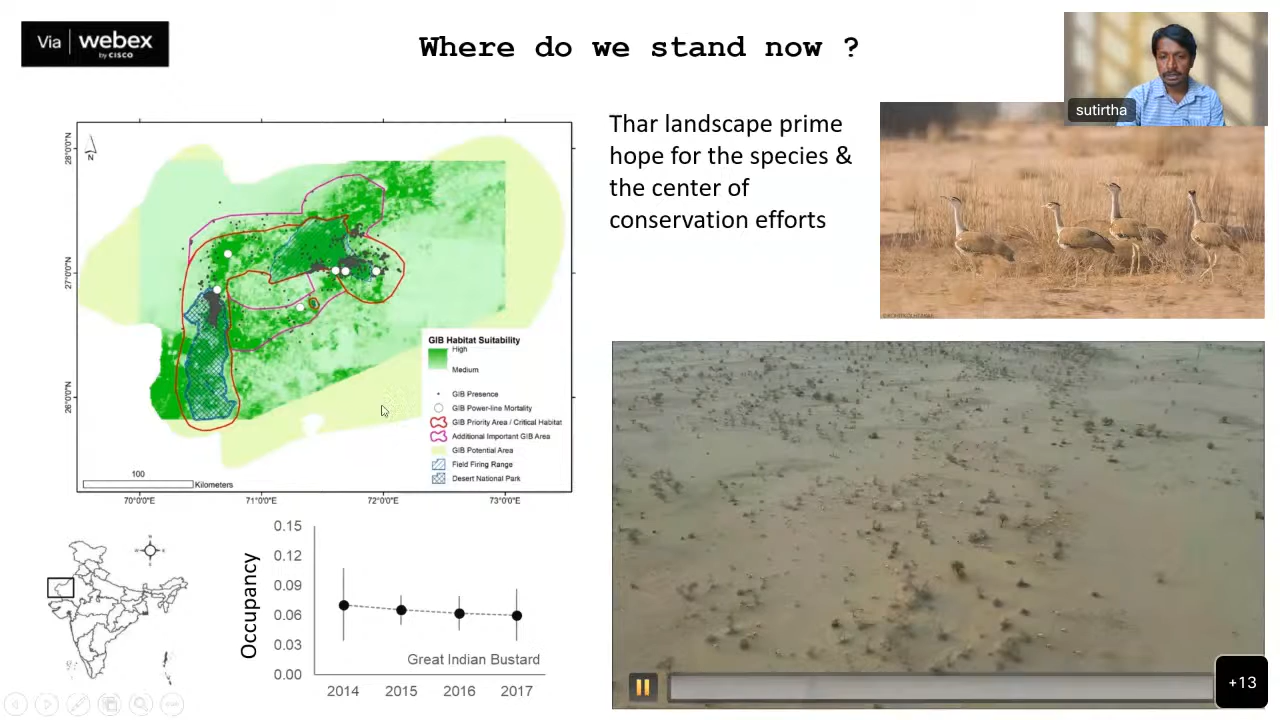 Via webex
by CISCO
Where do we stand now ?
sutirtha
Thar landscape prime
hope for the species &
the center of
conservation efforts
N
28°0'0"N
27°0'0"N
26°0'0"N
GIB Habitat Suitability
High
Medium
GIB Presence
GIB Power-line Mortality
GIB Priority Area / Critical Habitat
Additional Important GIB Area
GIB Potential Area
Field Firing Range
Desert National Park
100
Kilometers
70°0'0"E 71°0'0"E 72°0'0"E 73°0'0"E
Occupancy
0.15
0.12
0.09
0.06
0.03
0.00
Great Indian Bustard
2014 2015 2016 2017
+13